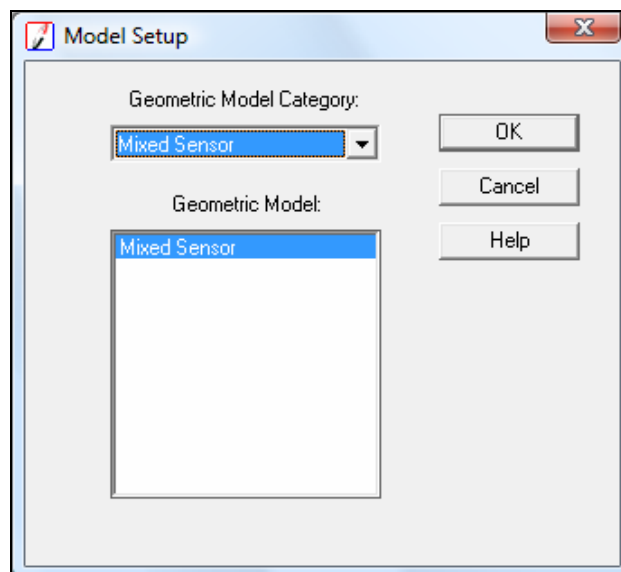 Model Setup
Geometric Model Category:
Mixed Sensor
OK
Cancel
Geometric Model:
Help
Mixed Sensor